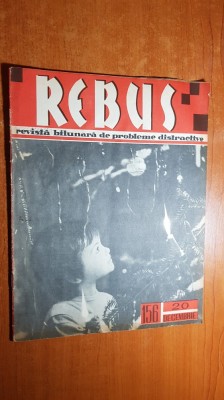 REBUS
revistă bilunară de probleme distractive
156
20
DECEMBRIE